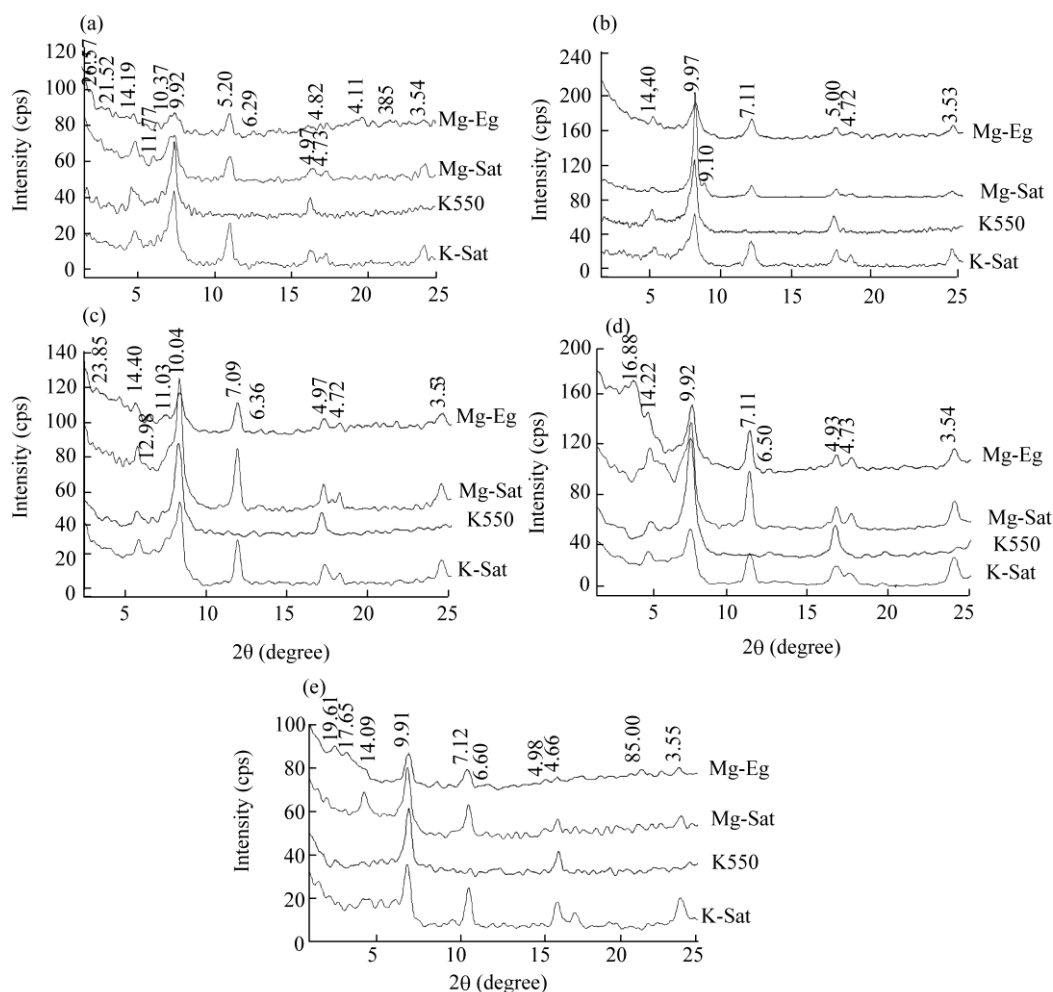 (a)
120
100
80
60
40
20
0
Intensity (cps)
26.57
21.52
14.19
11.77
10.37
9.92
5.20
6.29
4.97
4.82
4.73
4.11
385
3.54
Mg-Eg
Mg-Sat
K550
K-Sat
5 10 15 20 25
(b)
240
200
160
120
80
40
0
Intensity (cps)
14,40
9.97
9.10
7.11
5.00
4.72
3.53
Mg-Eg
Mg-Sat
K550
K-Sat
5 10 15 20 25
(c)
140
120
100
80
60
40
20
0
Intensity (cps)
23.85
14.40
12.98
11.03
10.04
7.09
6.36
4.97
4.72
3.53
Mg-Eg
Mg-Sat
K550
K-Sat
5 10 15 20 25
2θ (degree)
(d)
200
160
120
80
40
0
Intensity (cps)
16.88
14.22
9.92
7.11
6.50
4.93
4.73
3.54
Mg-Eg
Mg-Sat
K550
K-Sat
5 10 15 20 25
2θ (degree)
(e)
100
80
60
40
20
0
Intensity (cps)
19.61
17.65
14.09
9.91
7.12
6.60
4.98
4.66
85.00
3.55
Mg-Eg
Mg-Sat
K550
K-Sat
5 10 15 20 25
2θ (degree)